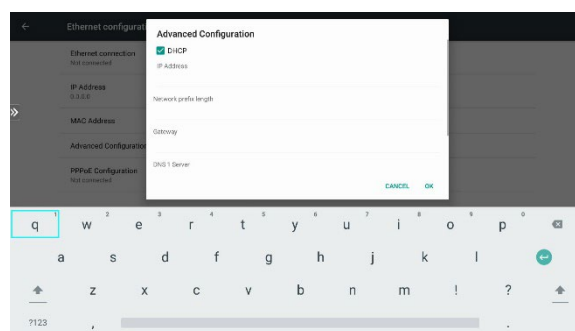 Ethernet configurati
Advanced Configuration
DHCP
IP Address
Network prefix length
Gateway
DNS 1 Server
CANCEL OK
Ethernet connection
Not connected
IP Address
0.0.0.0
MAC Address
Advanced Configuration
PPPoE Configuration
Not connected
1 2 3 4 5 6 7 8 9 0
q w e r t y u i o p
a s d f g h j k l
z x c v b n m ! ?
?123 , .